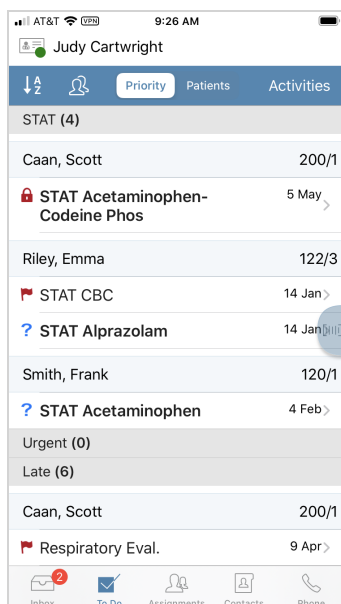 AT&T VPN 9:26 AM
Judy Cartwright
A
Z Priority Patients Activities
STAT (4)
Caan, Scott 200/1
STAT Acetaminophen- 5 May
Codeine Phos
Riley, Emma 122/3
STAT CBC 14 Jan
? STAT Alprazolam 14 Jan
Smith, Frank 120/1
? STAT Acetaminophen 4 Feb
Urgent (0)
Late (6)
Caan, Scott 200/1
Respiratory Eval. 9 Apr
2
Inbox To Do Assignments Contacts Phone